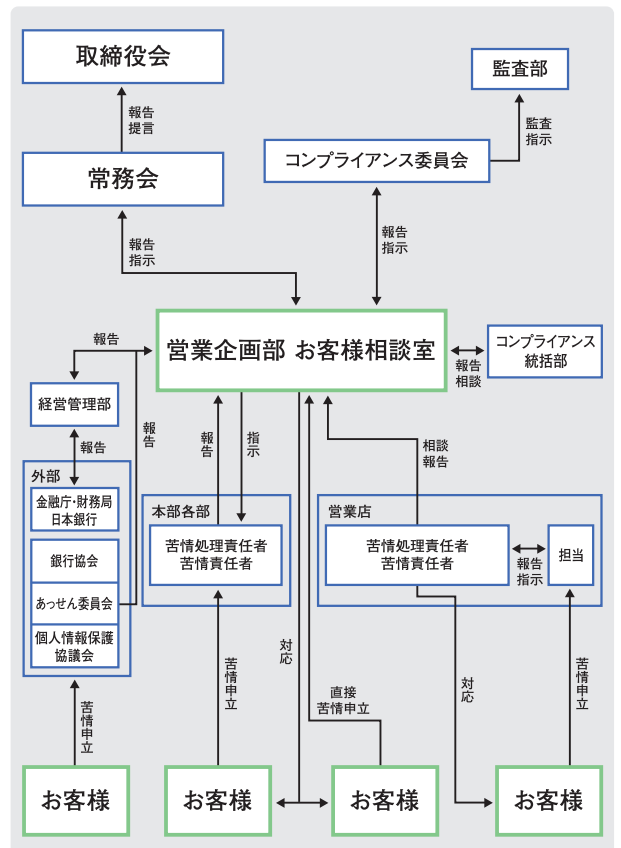 取締役会
監査部
報告
提言
監査
指示
常務会
コンプライアンス委員会
報告
指示
報告
指示
営業企画部 お客様相談室
コンプライアンス
統括部
報告
相談
報告
経営管理部
報告
報告
外部
金融庁・財務局
日本銀行
銀行協会
あっせん委員会
個人情報保護
協議会
報告
指示
相談
報告
本部各部
苦情処理責任者
苦情責任者
営業店
苦情処理責任者
苦情責任者
報告
指示
担当
苦情申立
苦情申立
対応
直接
苦情申立
対応
苦情申立
お客様
お客様
お客様
お客様